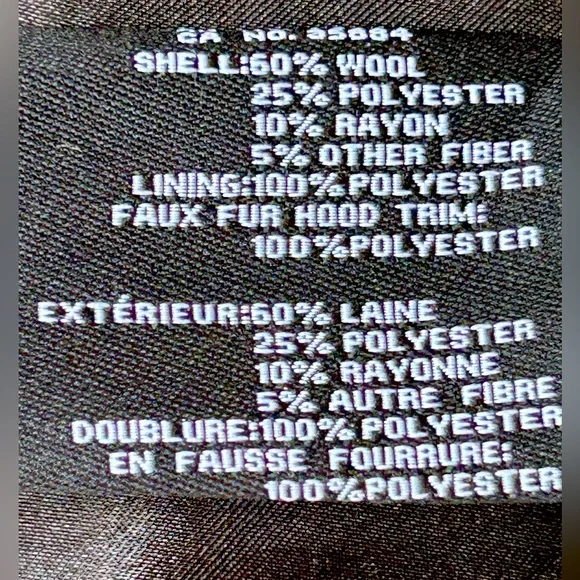 CA NO. 35884
SHELL:60% WOOL
25% POLYESTER
10% RAYON
5% OTHER FIBER
LINING:100% POLYESTER
FAUX FUR HOOD TRIM:
100%POLYESTER
EXTÉRIEUR:60% LAINE
25% POLYESTER
10% RAYONNE
5% AUTRE FIBRE
DOUBLURE:100% POLYESTER
EN FAUSSE FOURRURE:
100%POLYESTER